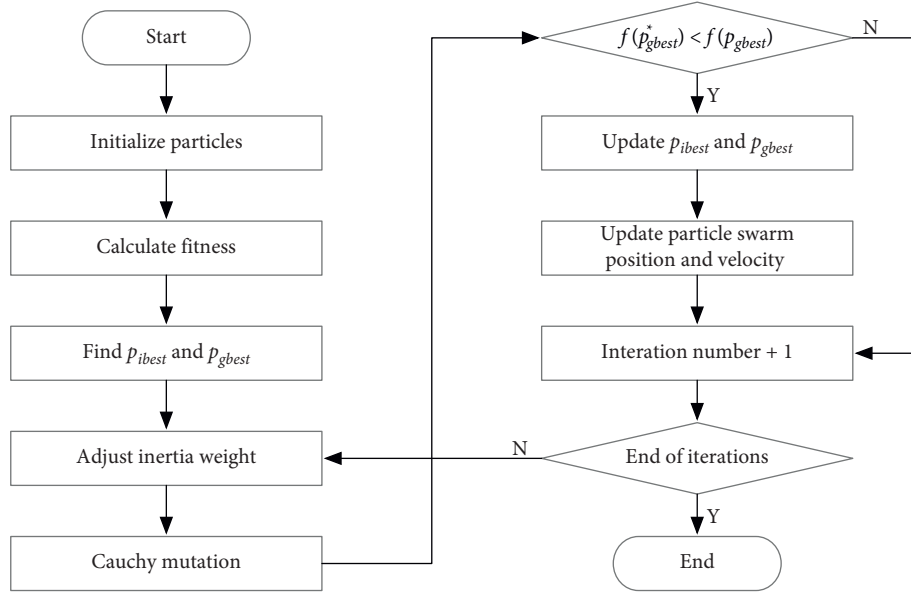 Start
Initialize particles
Calculate fitness
Find p_ibest and p_gbest
Adjust inertia weight
Cauchy mutation
f(p*_gbest) < f(p_gbest)
N
Y
Update p_ibest and p_gbest
Update particle swarm
position and velocity
Interation number + 1
N
End of iterations
Y
End